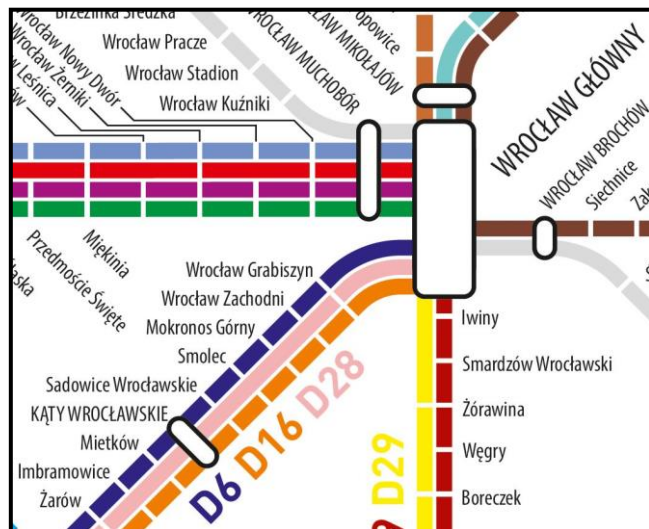 Brzezinka Średzka
Wrocław Pracze
Wrocław Stadion
Wrocław Kuźniki
Wrocław Nowy Dwór
Wrocław Żerniki
Leśnica
WROCŁAW MUCHOBÓR
WROCŁAW MIKOŁAJÓW
WROCŁAW GŁÓWNY
WROCŁAW BROCHÓW
Siechnice
Miękinia
Przedmoście Święte
Wrocław Grabiszyn
Wrocław Zachodni
Mokronos Górny
Smolec
Sadowice Wrocławskie
KĄTY WROCŁAWSKIE
Mietków
Imbramowice
Żarów
D6 D16 D28
D29
Iwiny
Smardzów Wrocławski
Żórawina
Węgry
Boreczek